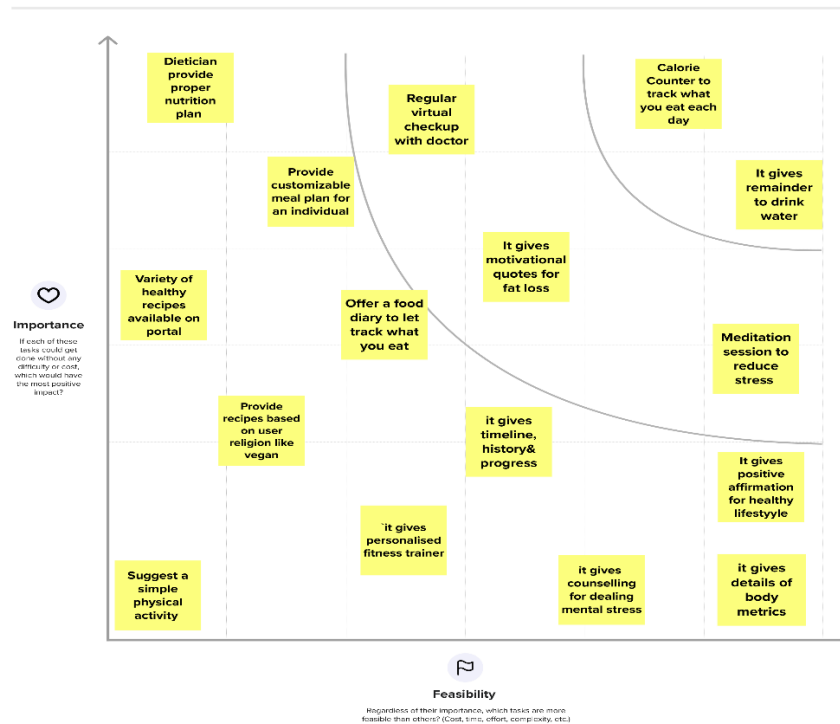 Dietician
provide
proper
nutrition
plan
Regular
virtual
checkup
with doctor
Calorie
Counter to
track what
you eat each
day
Provide
customizable
meal plan for
an individual
It gives
remainder
to drink
water
It gives
motivational
quotes for
fat loss
Variety of
healthy
recipes
available on
portal
Offer a food
diary to let
track what
you eat
Meditation
session to
reduce
stress
Importance
If each of these
tasks could get
done without any
difficulty or cost,
which would have
the most positive
impact?
Provide
recipes based
on user
religion like
vegan
it gives
timeline,
history&
progress
It gives
positive
affirmation
for healthy
lifestyyle
`it gives
personalised
fitness trainer
Suggest a
simple
physical
activity
it gives
counselling
for dealing
mental stress
it gives
details of
body
metrics
Feasibility
Regardless of their importance, which tasks are more
feasible than others? (Cost, time, effort, complexity, etc.)